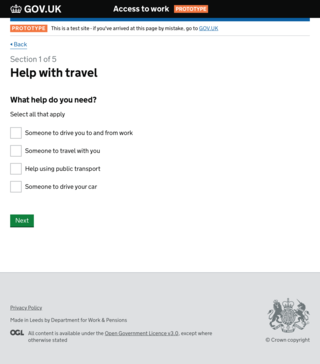 GOV.UK Access to work PROTOTYPE
PROTOTYPE This is a test site - if you've arrived at this page by mistake, go to GOV.UK
Back
Section 1 of 5
Help with travel
What help do you need?
Select all that apply
Someone to drive you to and from work
Someone to travel with you
Help using public transport
Someone to drive your car
Next
Privacy Policy
Made in Leeds by Department for Work & Pensions
OGL All content is available under the Open Government Licence v3.0, except where
otherwise stated
© Crown copyright